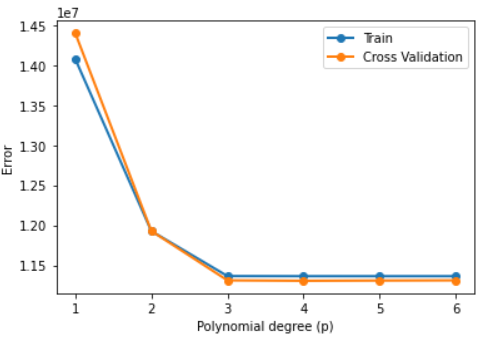 1e7
1.45
1.40
1.35
1.30
1.25
1.20
1.15
Error
Train
Cross Validation
1 2 3 4 5 6
Polynomial degree (p)